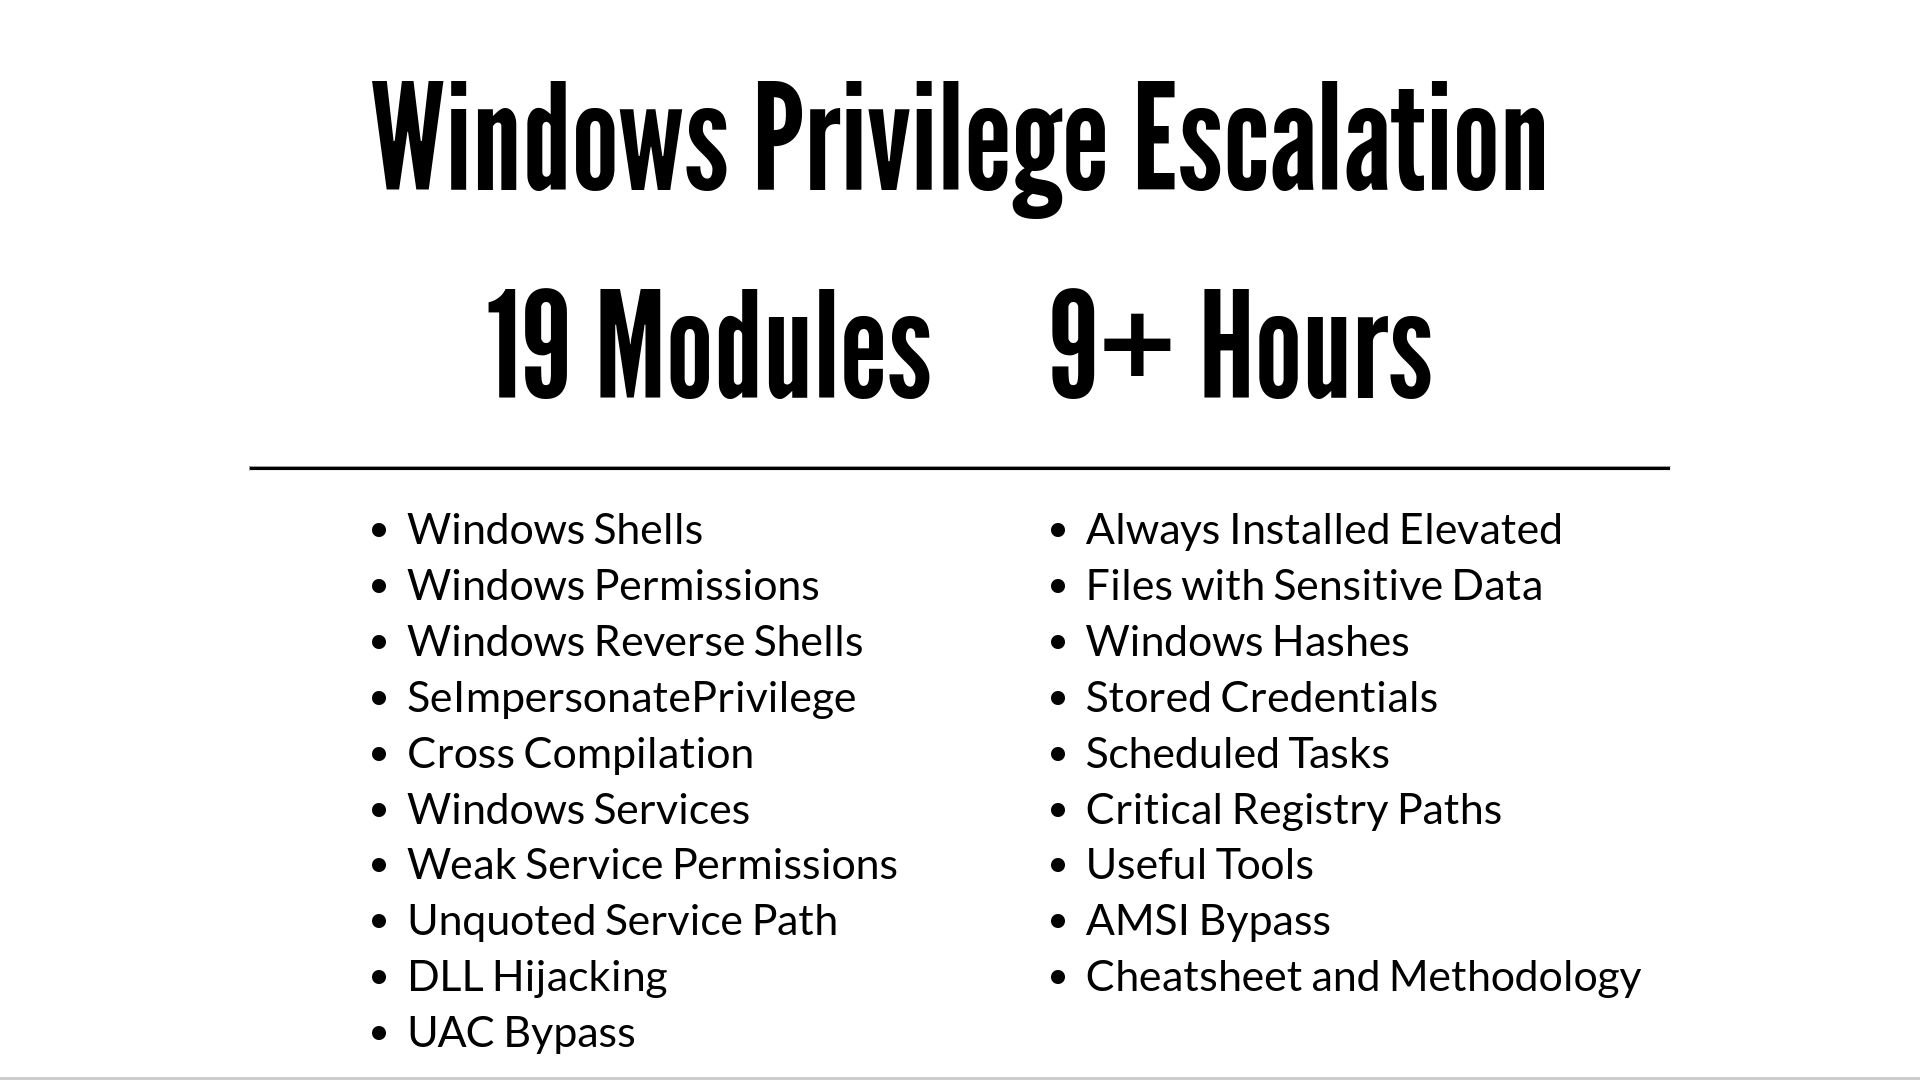 Windows Privilege Escalation
19 Modules 9+ Hours
• Windows Shells
• Windows Permissions
• Windows Reverse Shells
• SeImpersonatePrivilege
• Cross Compilation
• Windows Services
• Weak Service Permissions
• Unquoted Service Path
• DLL Hijacking
• UAC Bypass
• Always Installed Elevated
• Files with Sensitive Data
• Windows Hashes
• Stored Credentials
• Scheduled Tasks
• Critical Registry Paths
• Useful Tools
• AMSI Bypass
• Cheatsheet and Methodology